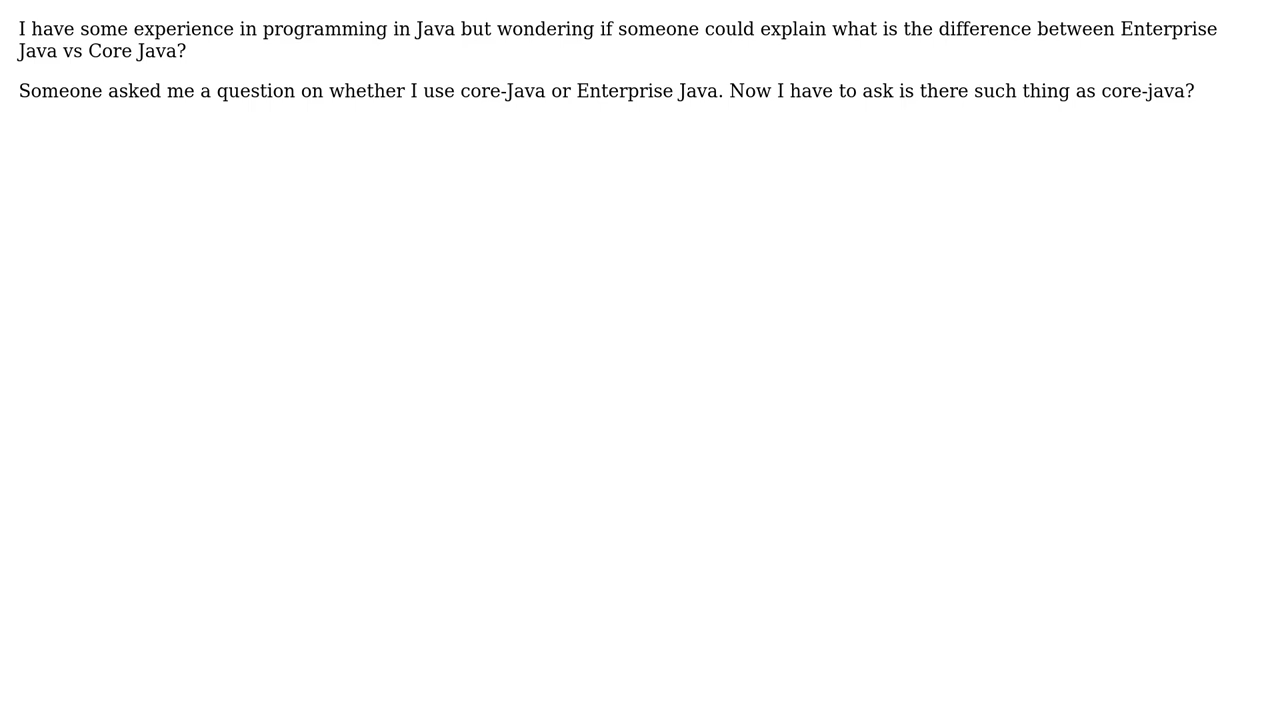 I have some experience in programming in Java but wondering if someone could explain what is the difference between Enterprise
Java vs Core Java?
Someone asked me a question on whether I use core-Java or Enterprise Java. Now I have to ask is there such thing as core-java?